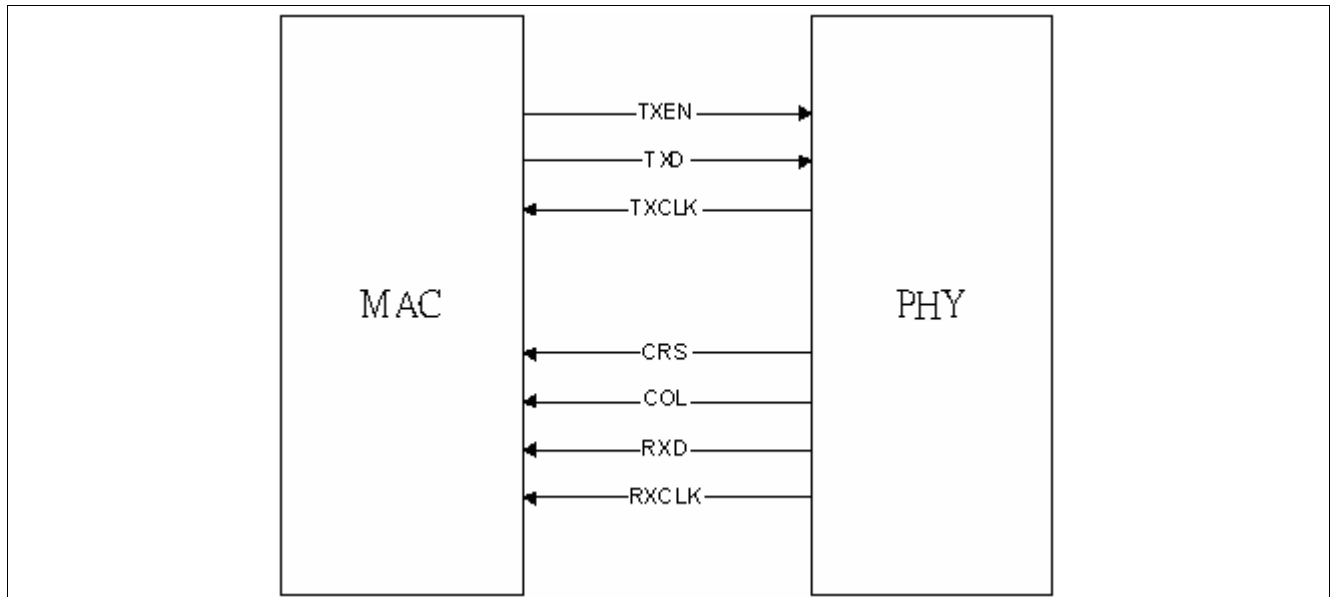 TXEN
TXD
TXCLK
MAC
PHY
CRS
COL
RXD
RXCLK